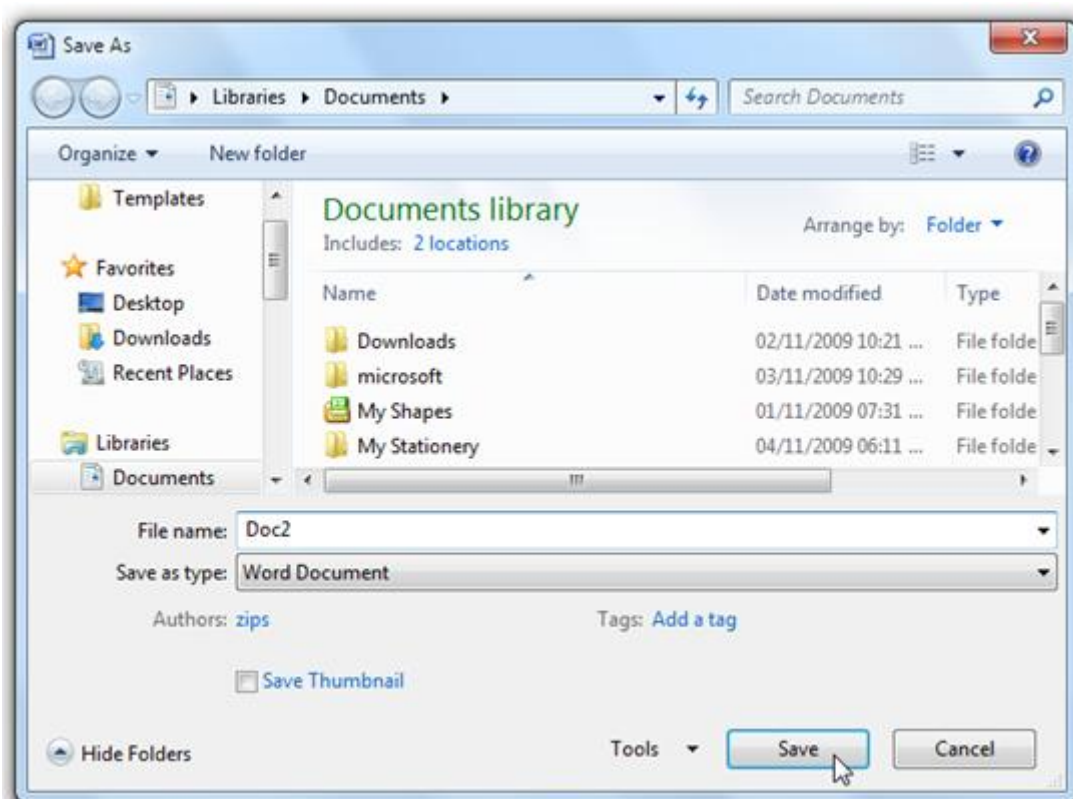 Save As
Libraries Documents
Search Documents
Organize New folder
Templates
Favorites
Desktop
Downloads
Recent Places
Libraries
Documents
Documents library
Includes: 2 locations
Arrange by: Folder
Name Date modified Type
Downloads 02/11/2009 10:21 ... File folde
microsoft 03/11/2009 10:29 ... File folde
My Shapes 01/11/2009 07:31 ... File folde
My Stationery 04/11/2009 06:11 ... File folde
File name: Doc2
Save as type: Word Document
Authors: zips Tags: Add a tag
Save Thumbnail
Hide Folders Tools Save Cancel